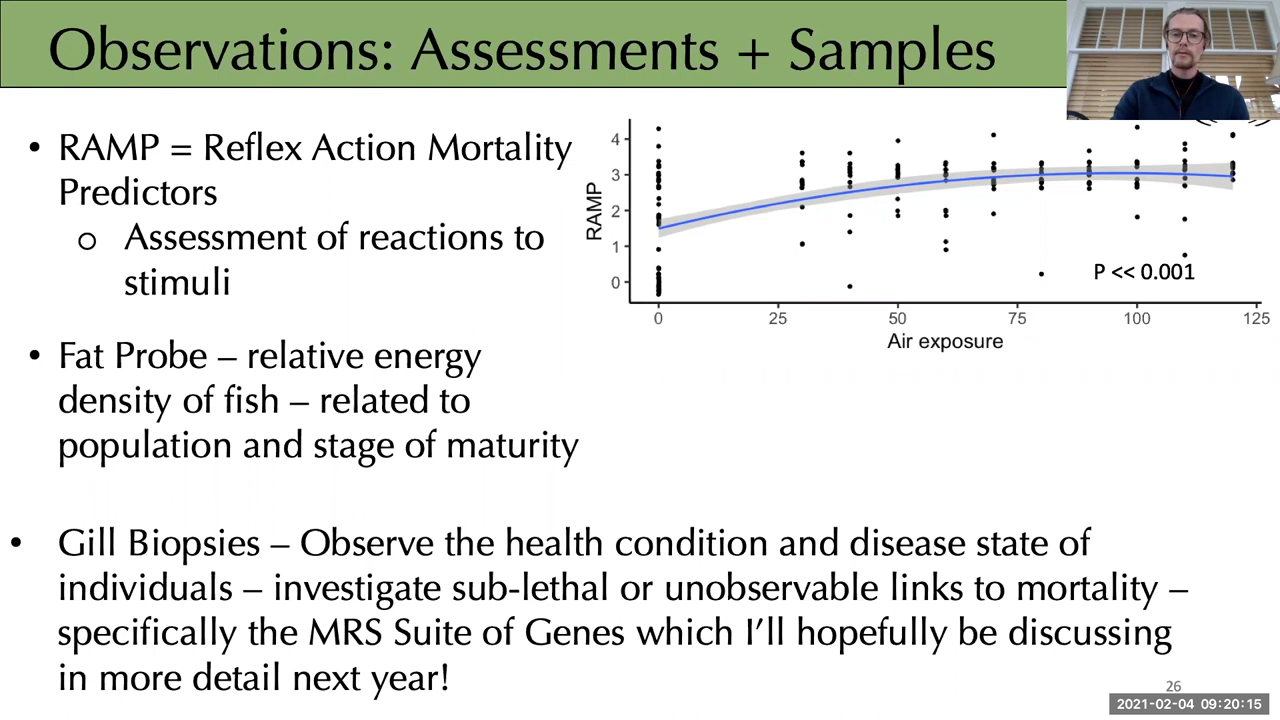 Observations: Assessments + Samples
• RAMP = Reflex Action Mortality
Predictors
o Assessment of reactions to
stimuli
• Fat Probe – relative energy
density of fish – related to
population and stage of maturity
• Gill Biopsies – Observe the health condition and disease state of
individuals – investigate sub-lethal or unobservable links to mortality –
specifically the MRS Suite of Genes which I’ll hopefully be discussing
in more detail next year!
RAMP
4
3
2
1
0
P << 0.001
0 25 50 75 100 125
Air exposure
26
2021-02-04 09:20:15